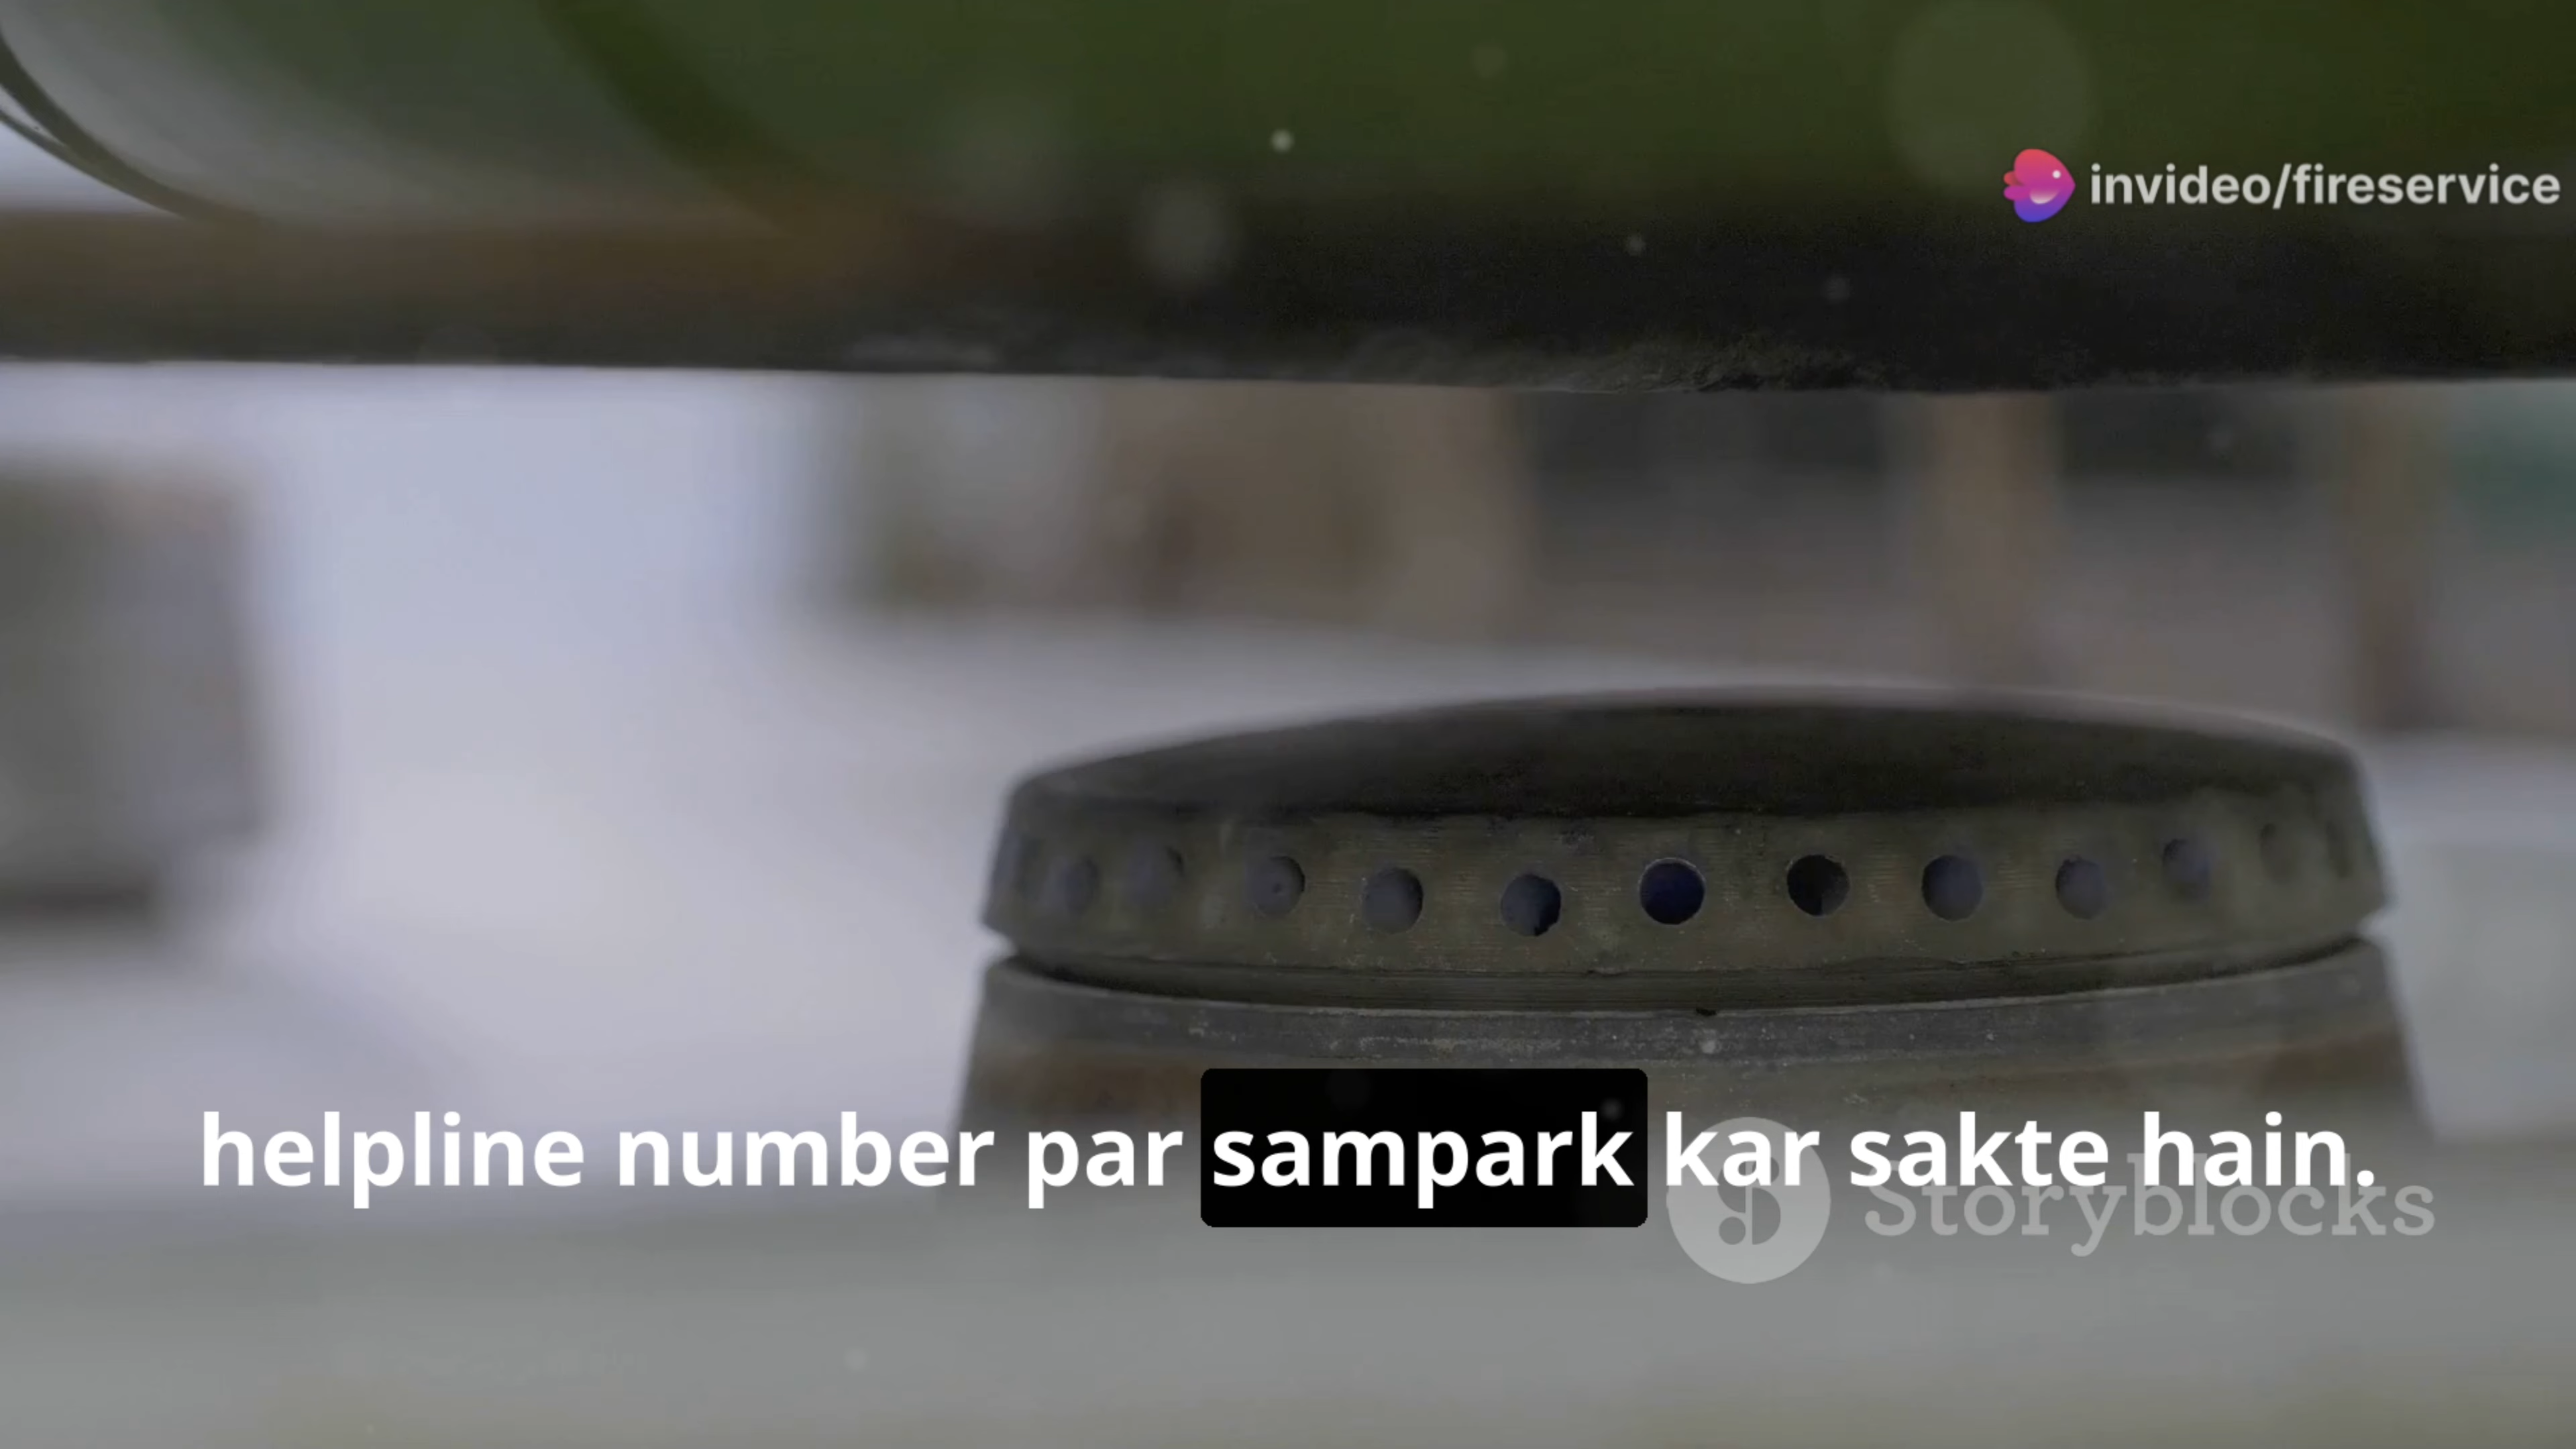 invideo/fireservice
helpline number par sampark kar sakte hain.
Storyblocks